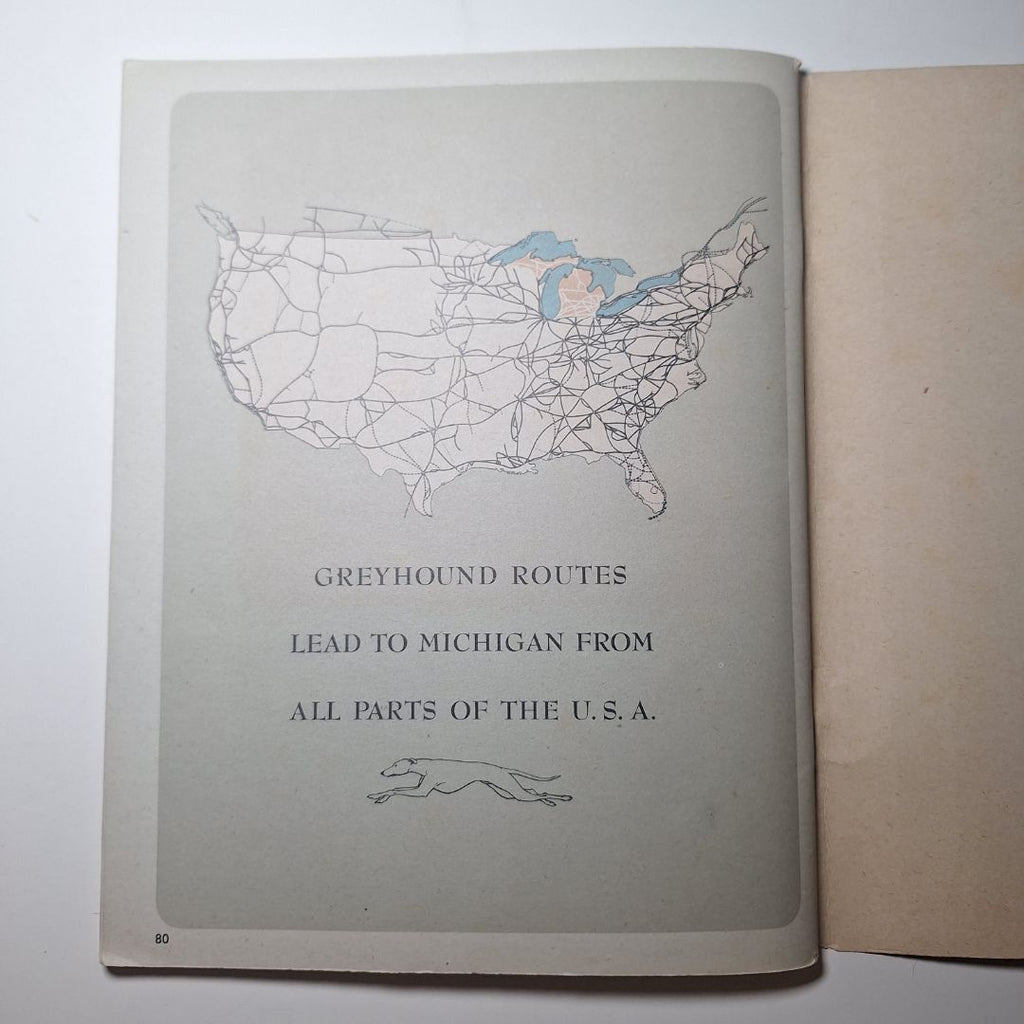 GREYHOUND ROUTES
LEAD TO MICHIGAN FROM
ALL PARTS OF THE U. S. A.
80